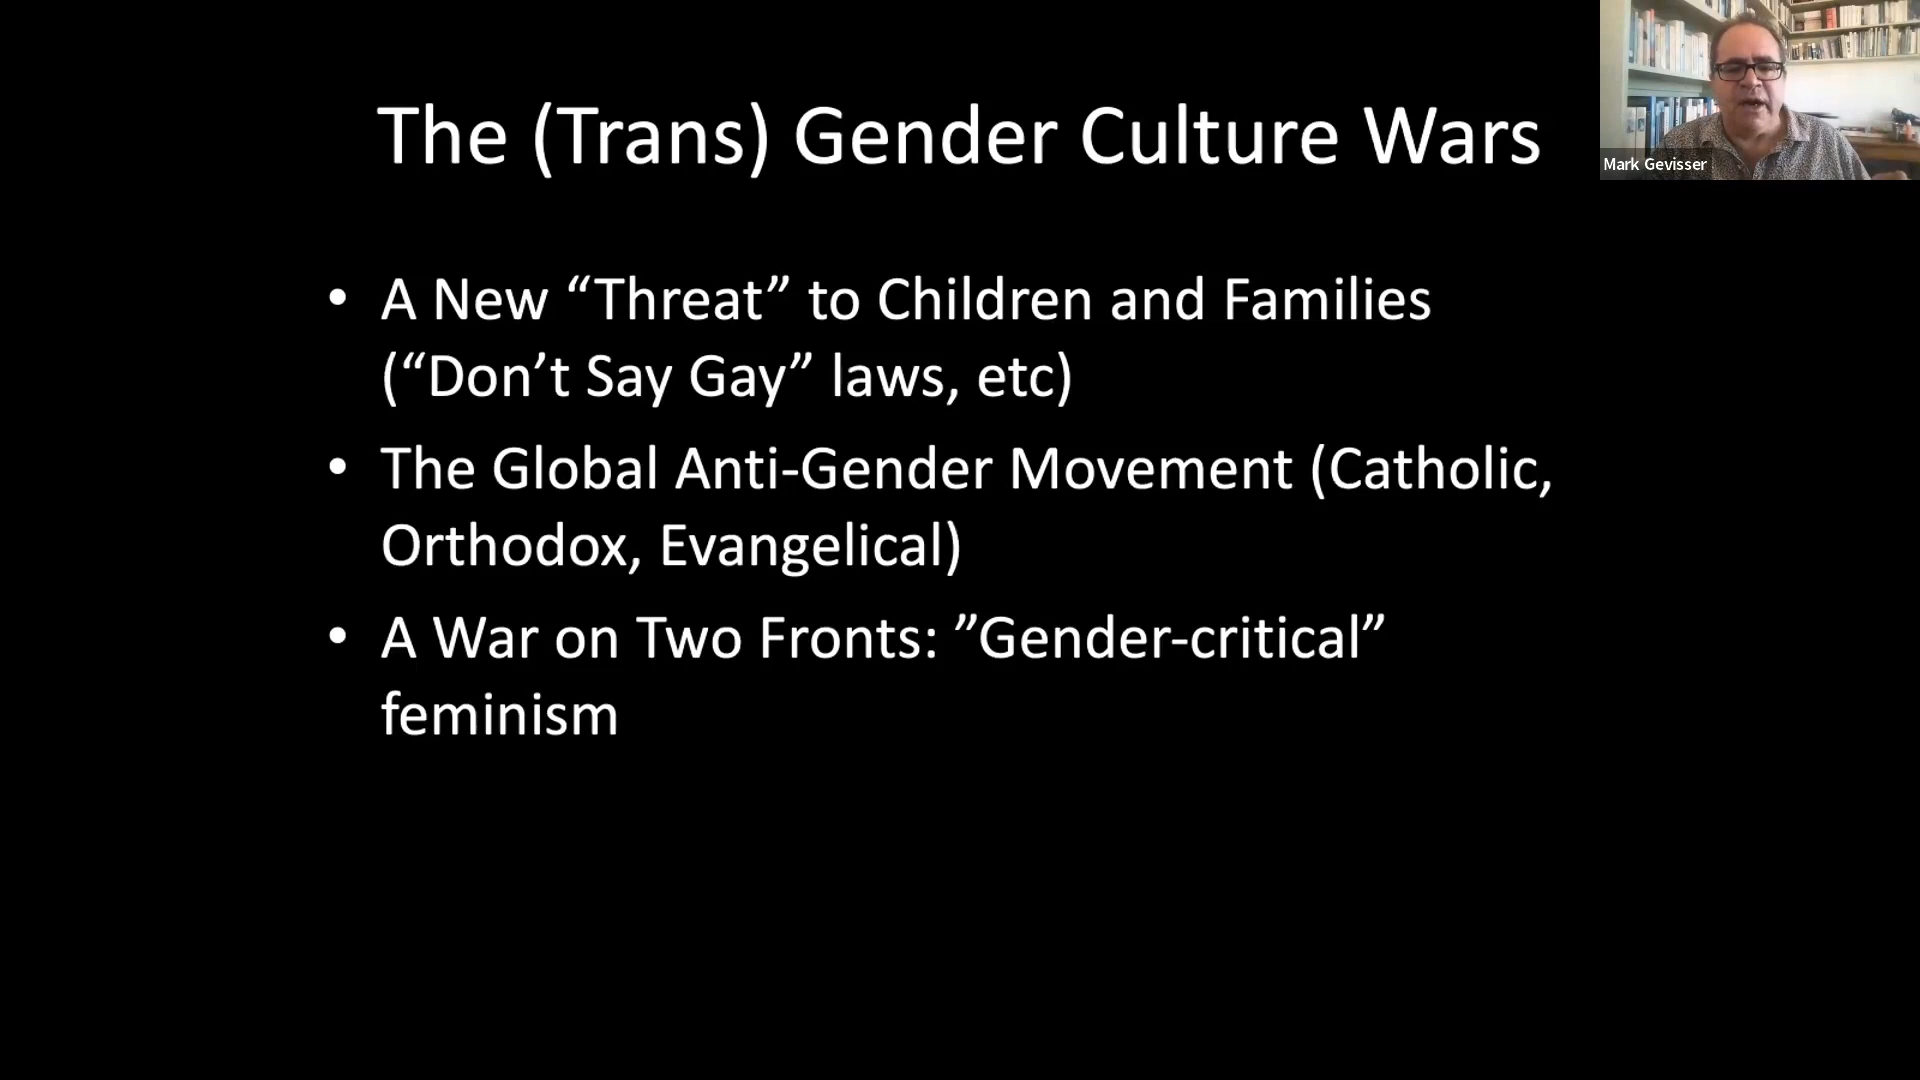 The (Trans) Gender Culture Wars
Mark Gevisser
• A New “Threat” to Children and Families
(“Don’t Say Gay” laws, etc)
• The Global Anti-Gender Movement (Catholic,
Orthodox, Evangelical)
• A War on Two Fronts: ”Gender-critical”
feminism